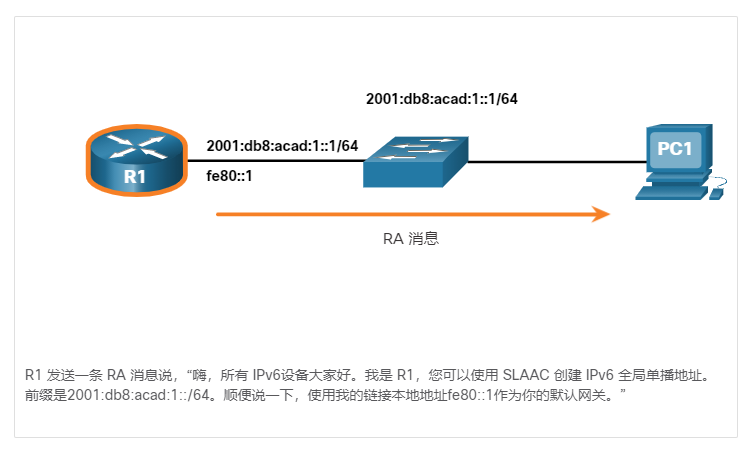 2001:db8:acad:1::1/64
2001:db8:acad:1::1/64
R1
fe80::1
PC1
RA 消息
R1 发送一条 RA 消息说，“嗨，所有 IPv6设备大家好。我是 R1，您可以使用 SLAAC 创建 IPv6 全局单播地址。
前缀是2001:db8:acad:1::/64。顺便说一下，使用我的链接本地地址fe80::1作为你的默认网关。”